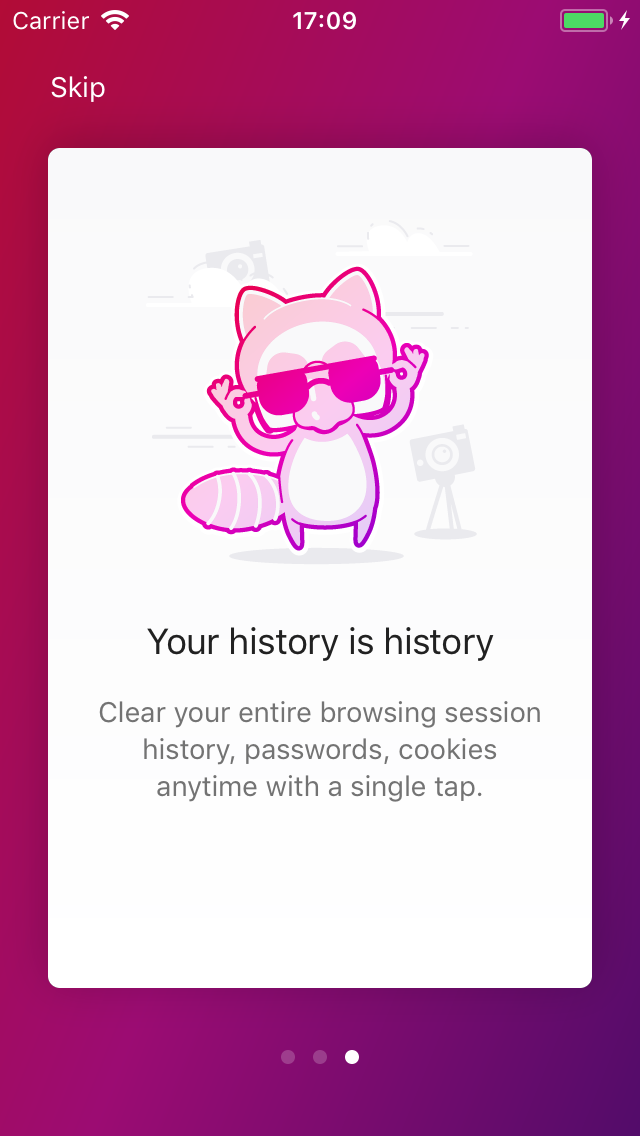 Carrier 17:09
Skip
Your history is history
Clear your entire browsing session
history, passwords, cookies
anytime with a single tap.